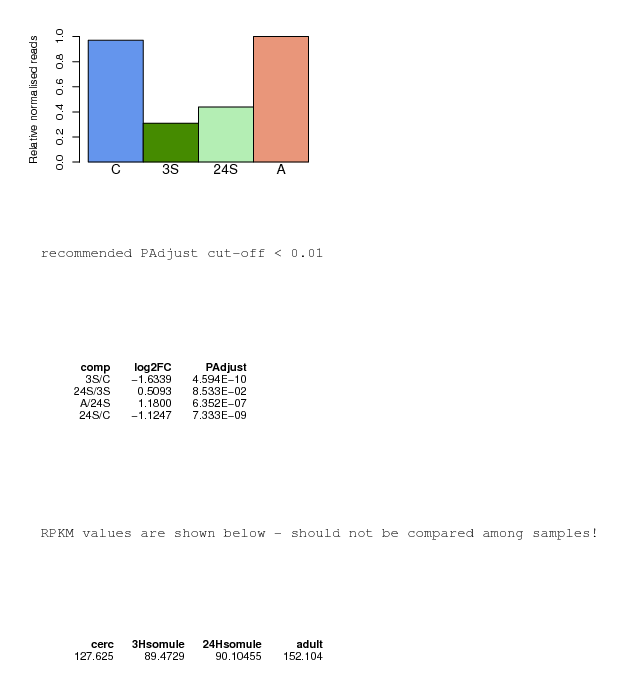 Relative normalised reads
1.0
0.8
0.6
0.4
0.2
0.0
C 3S 24S A
recommended PAdjust cut-off < 0.01
comp log2FC PAdjust
3S/C −1.6339 4.594E−10
24S/3S 0.5093 8.533E−02
A/24S 1.1800 6.352E−07
24S/C −1.1247 7.333E−09
RPKM values are shown below - should not be compared among samples!
cerc 3Hsomule 24Hsomule adult
127.625 89.4729 90.10455 152.104